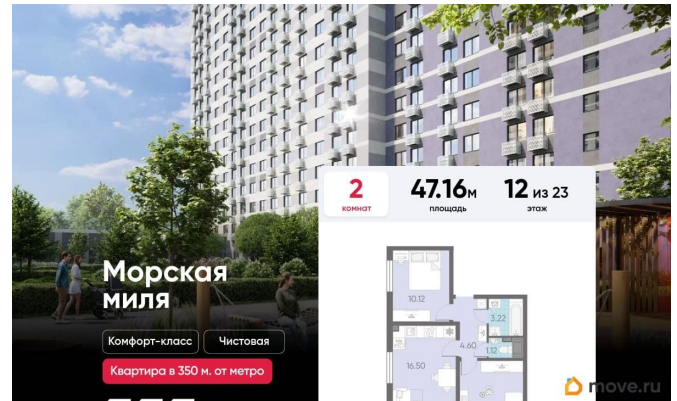 2 47.16м 12 из 23
комнат площадь этаж
Морская
миля
Комфорт-класс Чистовая
Квартира в 350 м. от метро
10.12
3.22
4.60
1.12
16.50
move.ru